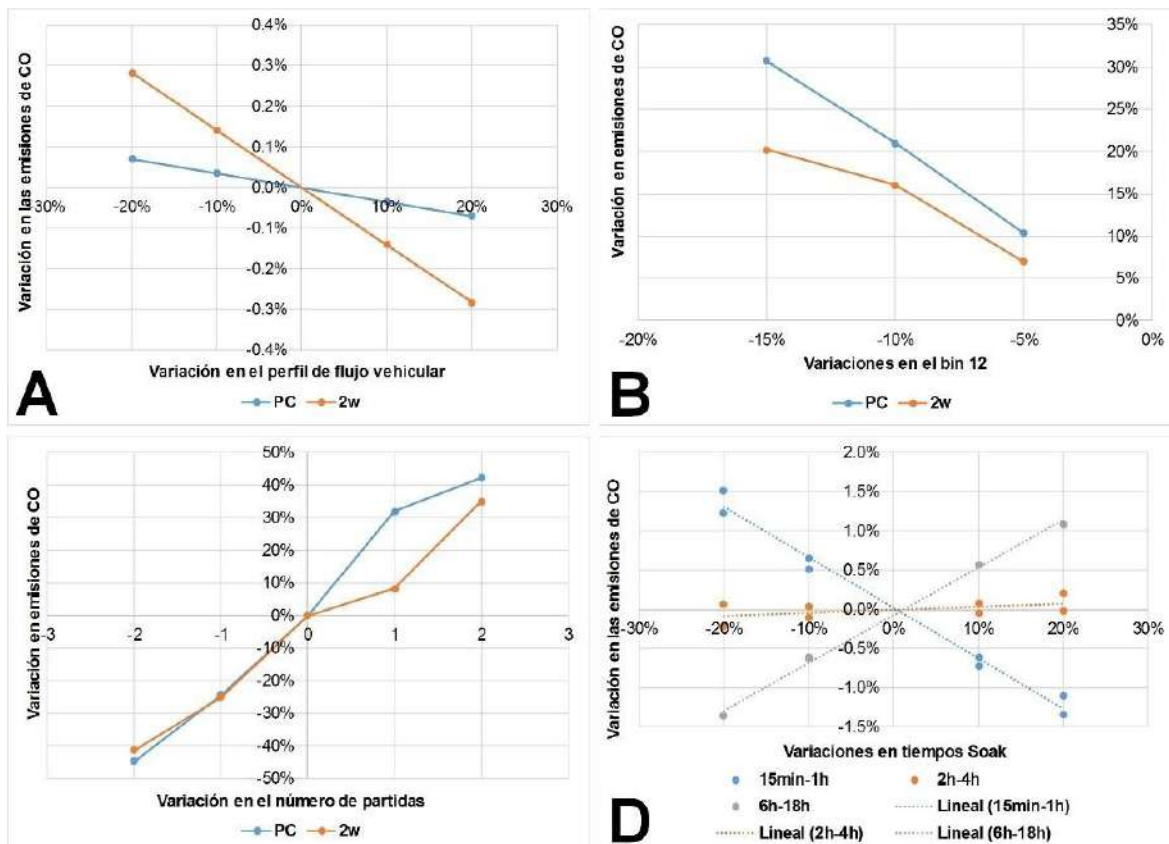 Variación en las emisiones de CO
0.4%
0.3%
0.2%
0.1%
0.0%
30% -20% -10% 0% 10% 20% 30%
-0.1%
-0.2%
-0.3%
-0.4%
Variación en el perfil de flujo vehicular
PC 2w
A
Variación en emisiones de CO
35%
30%
25%
20%
15%
10%
5%
0%
-20% -15% -10% -5% 0%
Variaciones en el bin 12
PC 2w
B
Variación en emisiones de CO
50%
40%
30%
20%
10%
0%
-3 -2 -1 0 1 2 3
-10%
-20%
-30%
-40%
-50%
Variación en el número de partidas
PC 2w
Variación en las emisiones de CO
2.0%
1.5%
1.0%
0.5%
0.0%
-30% -20% -10% 0% 10% 20% 30%
-0.5%
-1.0%
-1.5%
Variaciones en tiempos Soak
15min-1h 2h-4h
6h-18h Lineal (15min-1h)
Lineal (2h-4h) Lineal (6h-18h)
D